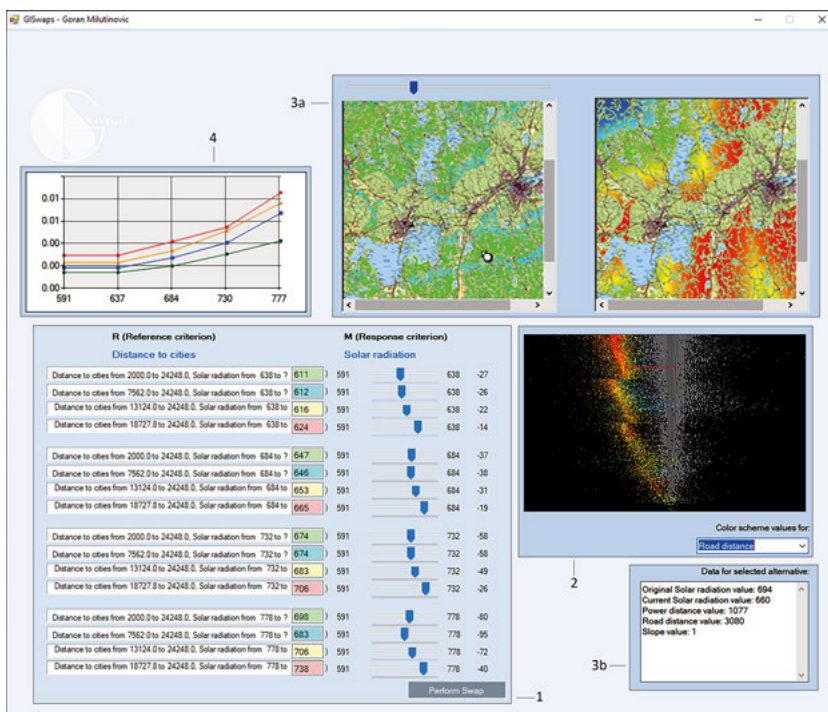 GISwaps - Goran Milutinovic
3a
4
0.01
0.01
0.00
0.00
0.00
591 637 684 730 777
R (Reference criterion) M (Response criterion)
Distance to cities Solar radiation
Distance to cities from 2000.0 to 24248.0, Solar radiation from 638 to ? 611 ) 591 638 -27
Distance to cities from 7562.0 to 24248.0, Solar radiation from 638 to ? 612 ) 591 638 -26
Distance to cities from 13124.0 to 24248.0, Solar radiation from 638 to 616 ) 591 638 -22
Distance to cities from 18727.8 to 24248.0, Solar radiation from 638 to 624 ) 591 638 -14
Distance to cities from 2000.0 to 24248.0, Solar radiation from 684 to ? 647 ) 591 684 -37
Distance to cities from 7562.0 to 24248.0, Solar radiation from 684 to ? 646 ) 591 684 -38
Distance to cities from 13124.0 to 24248.0, Solar radiation from 684 to 653 ) 591 684 -31
Distance to cities from 18727.8 to 24248.0, Solar radiation from 684 to 665 ) 591 684 -19
Distance to cities from 2000.0 to 24248.0, Solar radiation from 732 to ? 674 ) 591 732 -58
Distance to cities from 7562.0 to 24248.0, Solar radiation from 732 to ? 674 ) 591 732 -58
Distance to cities from 13124.0 to 24248.0, Solar radiation from 732 to 683 ) 591 732 -49
Distance to cities from 18727.8 to 24248.0, Solar radiation from 732 to 706 ) 591 732 -26
Distance to cities from 2000.0 to 24248.0, Solar radiation from 778 to ? 698 ) 591 778 -80
Distance to cities from 7562.0 to 24248.0, Solar radiation from 778 to ? 683 ) 591 778 -95
Distance to cities from 13124.0 to 24248.0, Solar radiation from 778 to 706 ) 591 778 -72
Distance to cities from 18727.8 to 24248.0, Solar radiation from 778 to 738 ) 591 778 -40
Perform Swap
1
Color scheme values for:
Road distance
2
Data for selected alternative:
Original Solar radiation value: 694
Current Solar radiation value: 660
Power distance value: 1077
Road distance value: 3080
Slope value: 1
3b